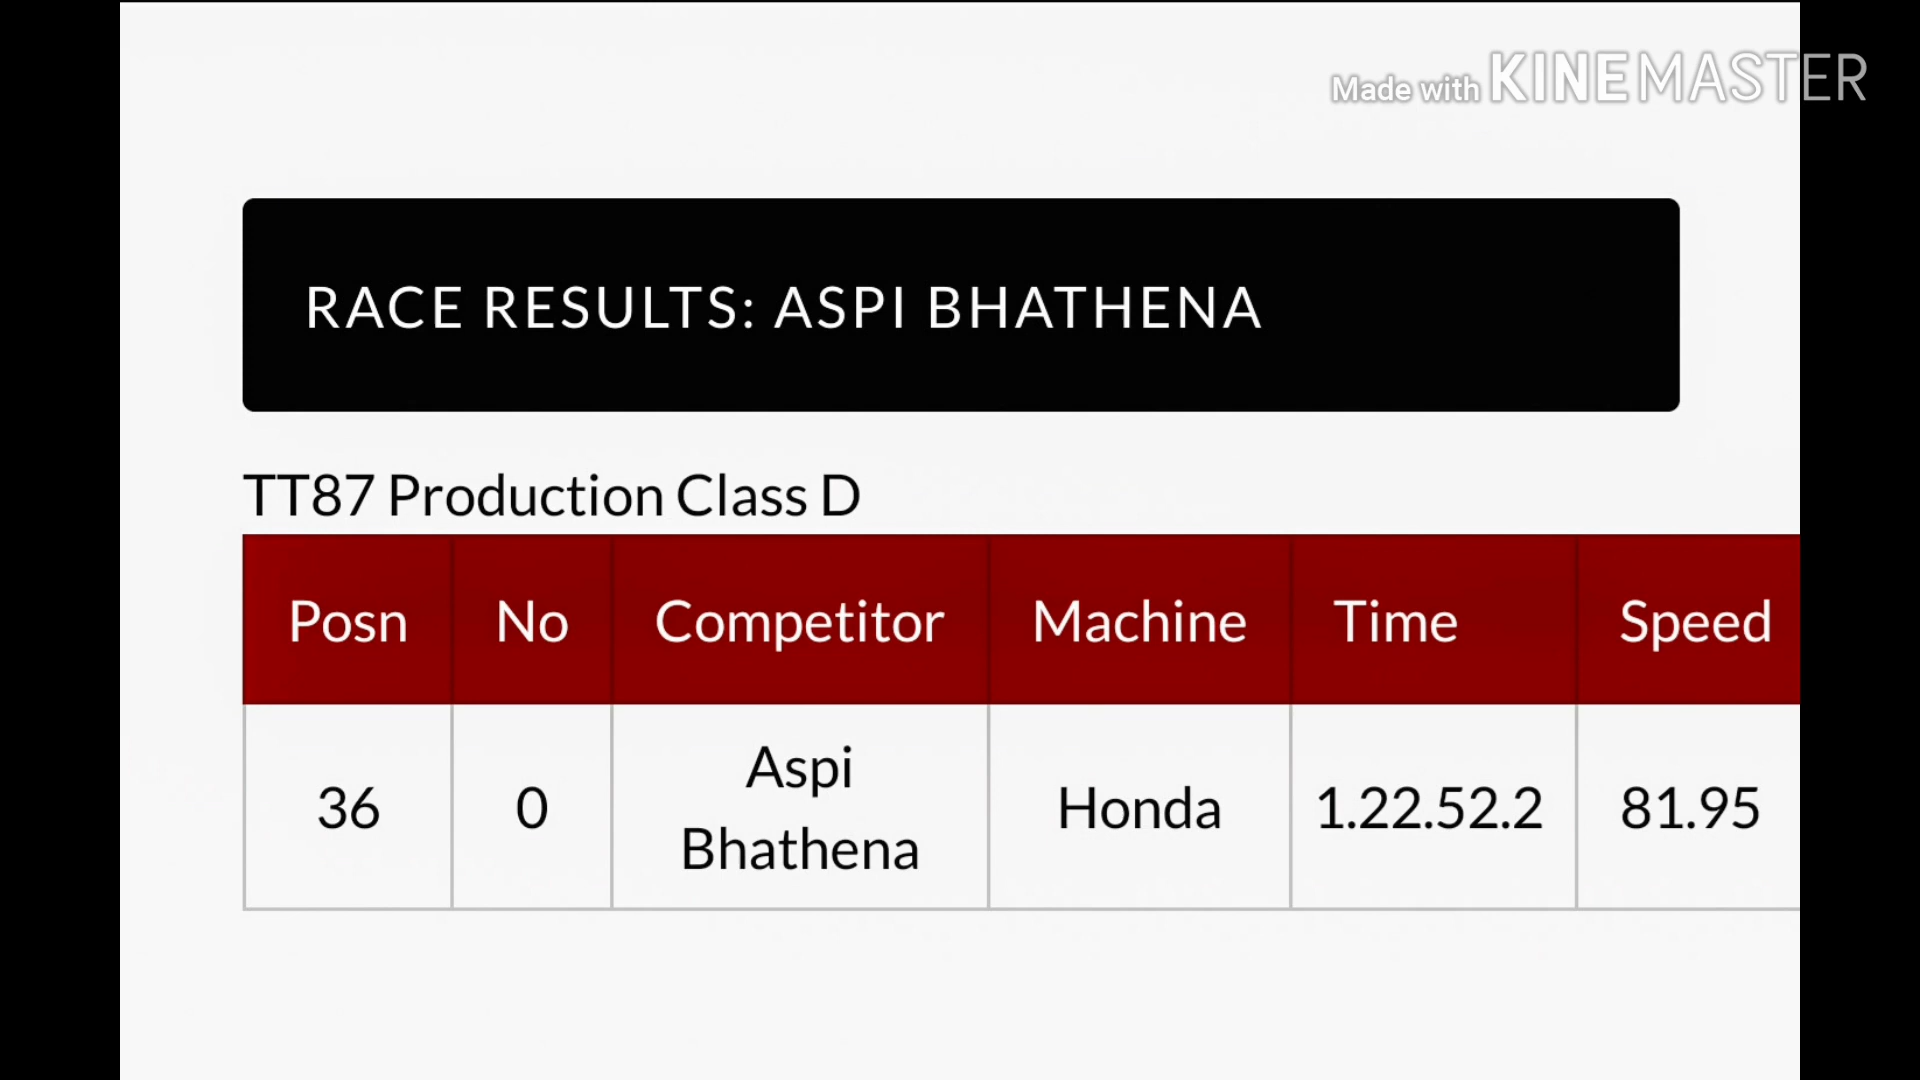 Made with KINEMASTER
RACE RESULTS: ASPI BHATHENA
TT87 Production Class D
Posn No Competitor Machine Time Speed
36 0 Aspi Bhathena Honda 1.22.52.2 81.95